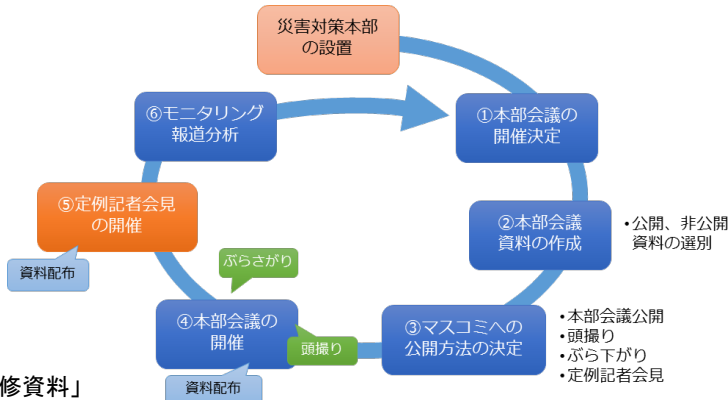 災害対策本部
の設置
①本部会議の
開催決定
②本部会議
資料の作成
•公開、非公開
資料の選別
③マスコミへの
公開方法の決定
•本部会議公開
•頭撮り
•ぶら下がり
•定例記者会見
頭撮り
④本部会議の
開催
ぶらさがり
資料配布
⑤定例記者会見
の開催
資料配布
⑥モニタリング
報道分析
修資料」